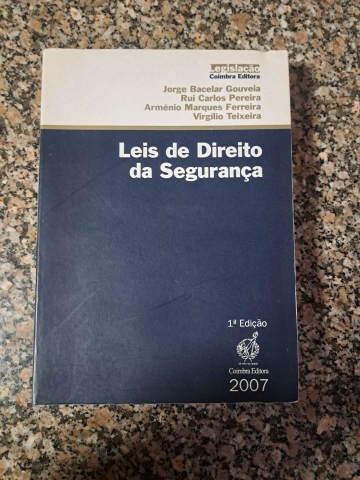 Legislação
Coimbra Editora
Jorge Bacelar Gouveia
Rui Carlos Pereira
Arménio Marques Ferreira
Virgílio Teixeira
Leis de Direito
da Segurança
1ª Edição
Coimbra Editora
2007